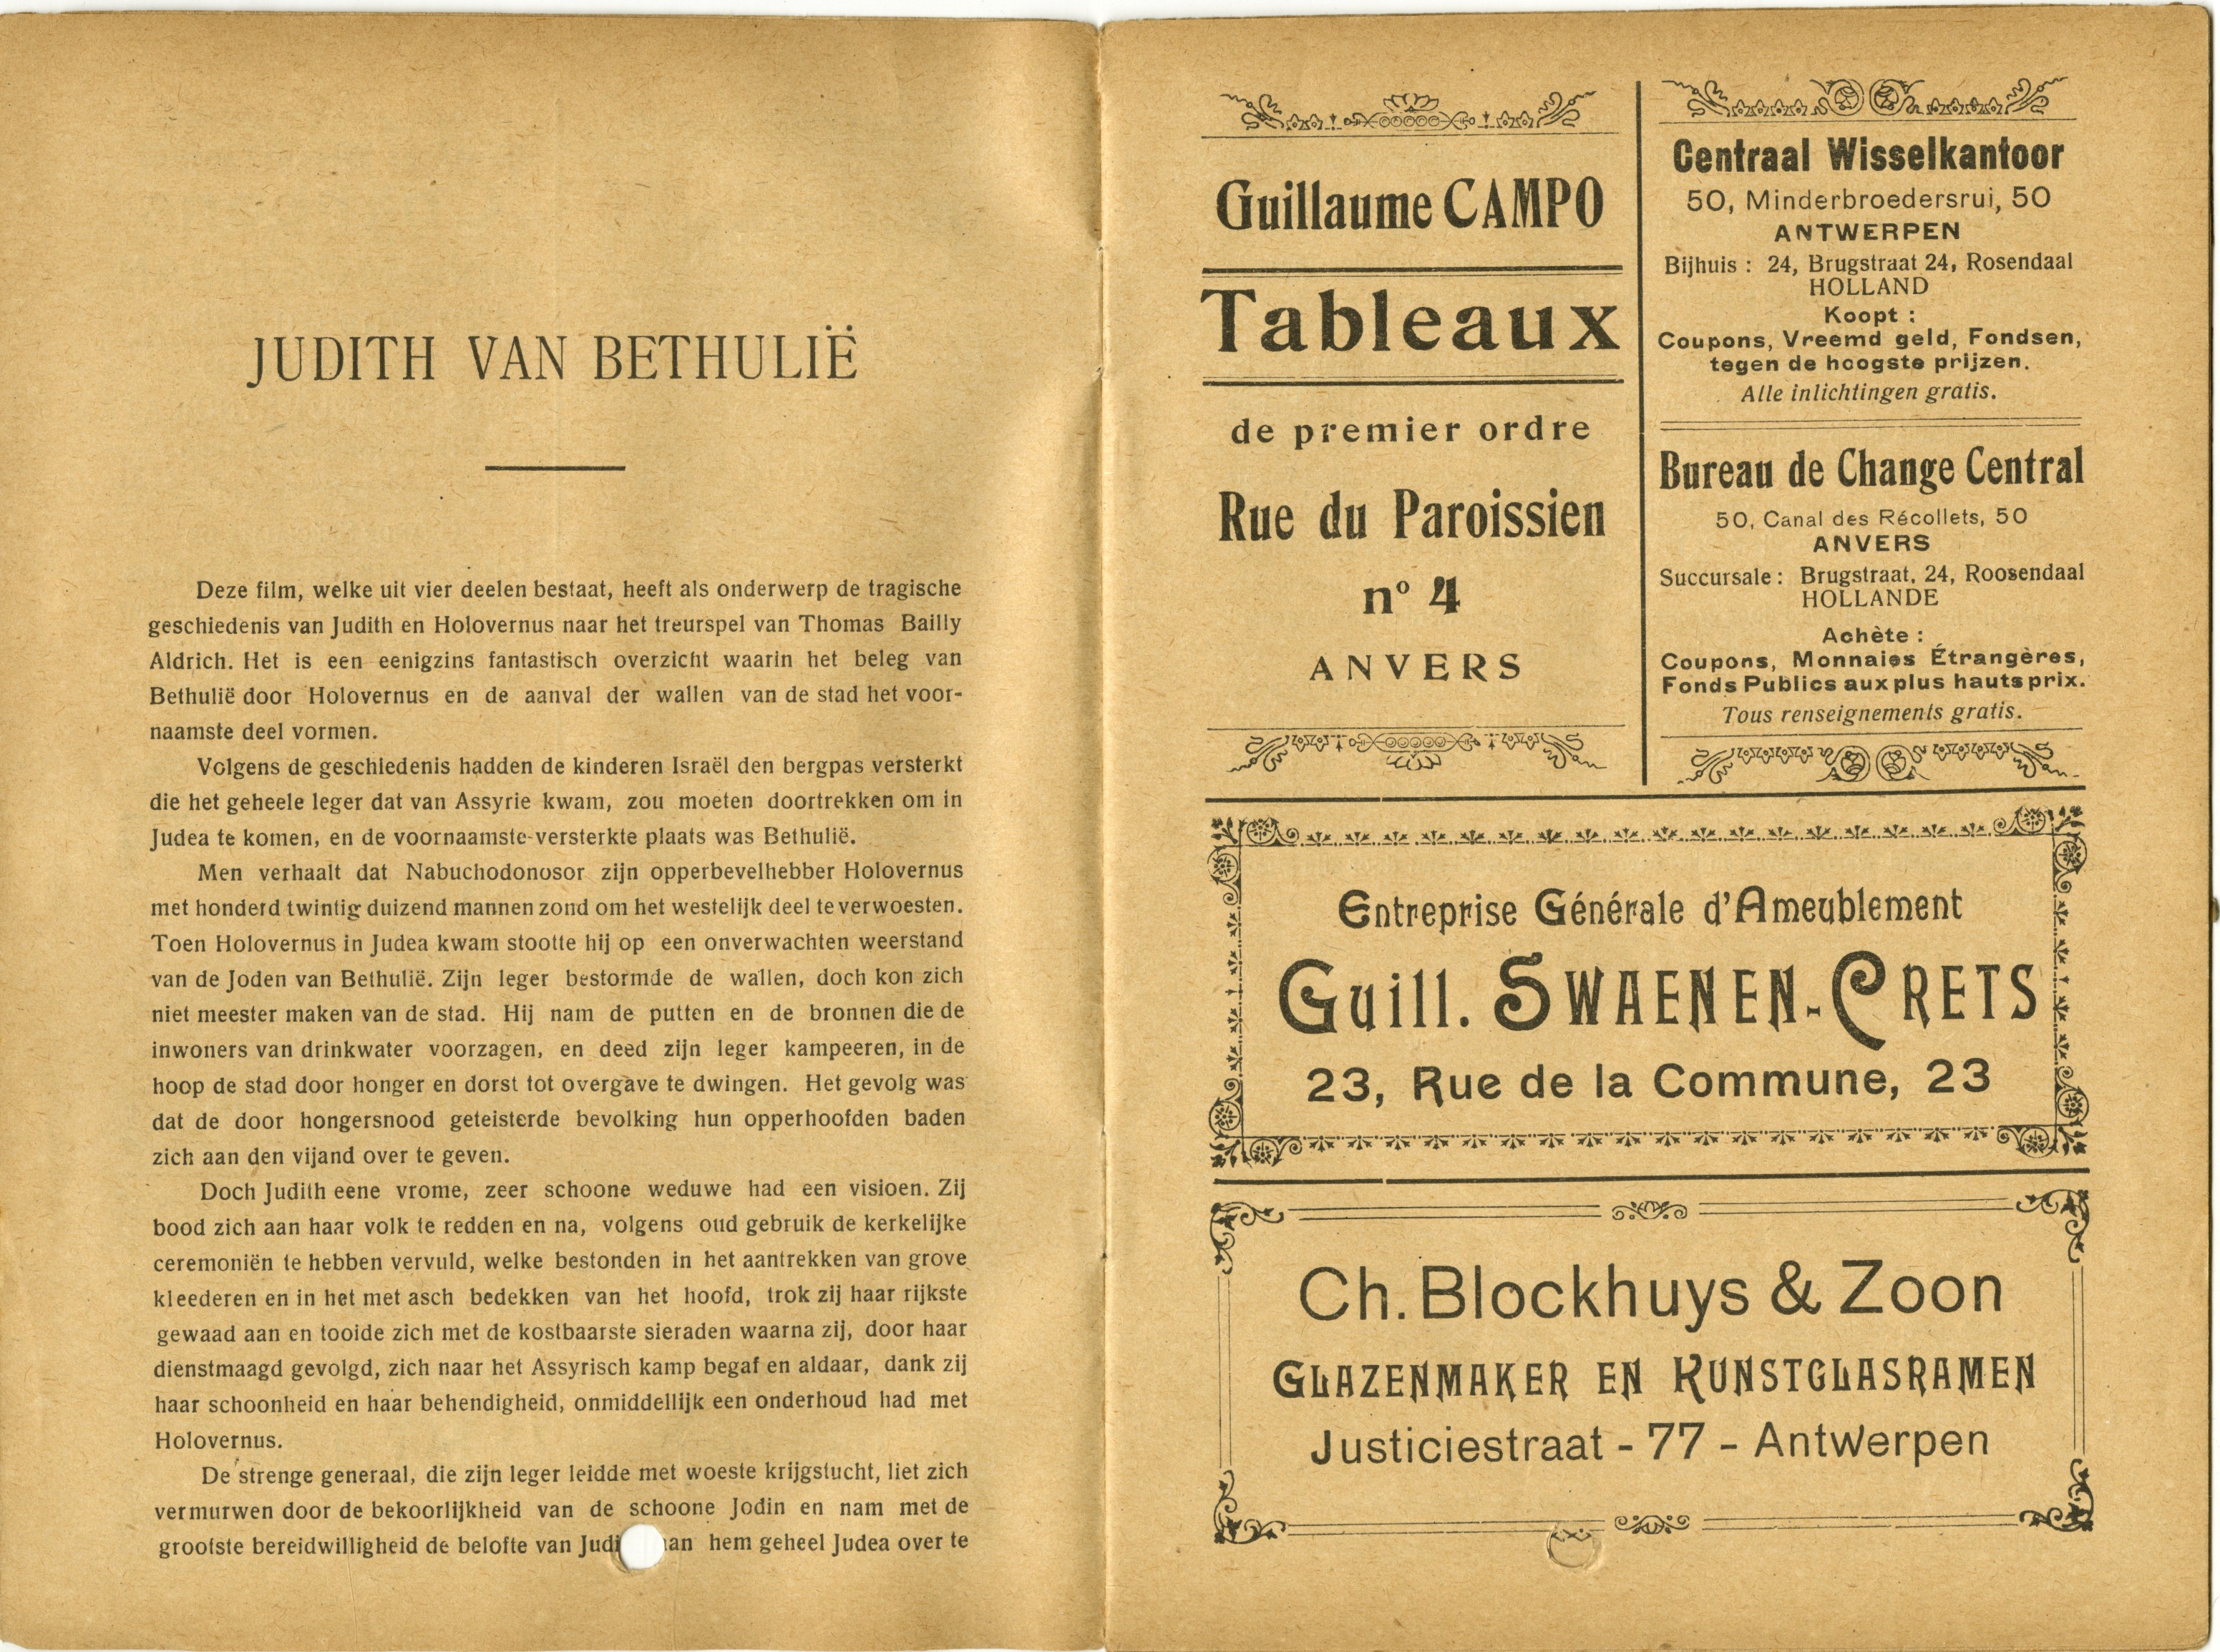 JUDITH VAN BETHULIË
Deze film, welke uit vier deelen bestaat, heeft als onderwerp de tragische
geschiedenis van Judith en Holovernus naar het treurspel van Thomas Bailly
Aldrich. Het is een eenigzins fantastisch overzicht waarin het beleg van
Bethulië door Holovernus en de aanval der wallen van de stad het voor-
naamste deel vormen.
Volgens de geschiedenis hadden de kinderen Israël den bergpas versterkt
die het geheele leger dat van Assyrie kwam, zou moeten doortrekken om in
Judea te komen, en de voornaamste-versterkte plaats was Bethulië.
Men verhaalt dat Nabuchodonosor zijn opperbevelhebber Holovernus
met honderd twintig duizend mannen zond om het westelijk deel te verwoesten.
Toen Holovernus in Judea kwam stootte hij op een onverwachten weerstand
van de Joden van Bethulië. Zijn leger bestormde de wallen, doch kon zich
niet meester maken van de stad. Hij nam de putten en de bronnen die de
inwoners van drinkwater voorzagen, en deed zijn leger kampeeren, in de
hoop de stad door honger en dorst tot overgave te dwingen. Het gevolg was
dat de door hongersnood geteisterde bevolking hun opperhoofden baden
zich aan den vijand over te geven.
Doch Judith eene vrome, zeer schoone weduwe had een visioen. Zij
bood zich aan haar volk te redden en na, volgens oud gebruik de kerkelijke
ceremoniën te hebben vervuld, welke bestonden in het aantrekken van grove
kleederen en in het met asch bedekken van het hoofd, trok zij haar rijkste
gewaad aan en tooide zich met de kostbaarste sieraden waarna zij, door haar
dienstmaagd gevolgd, zich naar het Assyrisch kamp begaf en aldaar, dank zij
haar schoonheid en haar behendigheid, onmiddellijk een onderhoud had met
Holovernus.
De strenge generaal, die zijn leger leidde met woeste krijgstucht, liet zich
vermurwen door de bekoorlijkheid van de schoone Jodin en nam met de
grootste bereidwilligheid de belofte van hem geheel Judea over te
Guillaume CAMPO
Tableaux
de premier ordre
Rue du Paroissien
nº 4
ANVERS
Centraal Wisselkantoor
50, Minderbroedersrui, 50
ANTWERPEN
Bijhuis : 24, Brugstraat 24, Rosendaal
HOLLAND
Koopt :
Coupons, Vreemd geld, Fondsen,
tegen de hoogste prijzen.
Alle inlichtingen gratis.
Bureau de Change Central
50, Canal des Récollets, 50
ANVERS
Succursale : Brugstraat, 24, Roosendaal
HOLLANDE
Achète :
Coupons, Monnaies Étrangères,
Fonds Publics aux plus hauts prix.
Tous renseignements gratis.
Entreprise Générale d'Ameublement
Guill. SWAENEN-CRETS
23, Rue de la Commune, 23
Ch. Blockhuys & Zoon
GLAZENMAKER EN KUNSTGLASRAMEN
Justiciestraat - 77 - Antwerpen